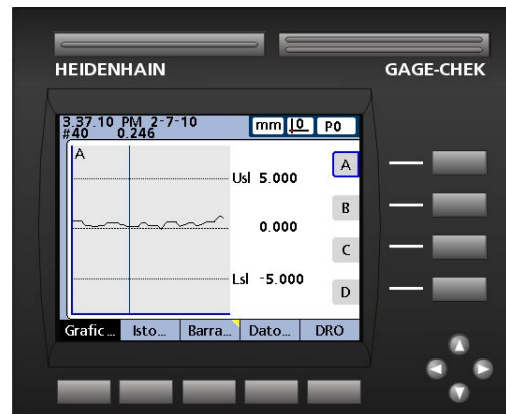 HEIDENHAIN GAGE-CHEK
3.37.10 PM 2-7-10
#40 0.246
mm 0 P0
A
Usl 5.000
0.000
Lsl -5.000
A
B
C
D
Grafic... Isto... Barra... Dato... DRO